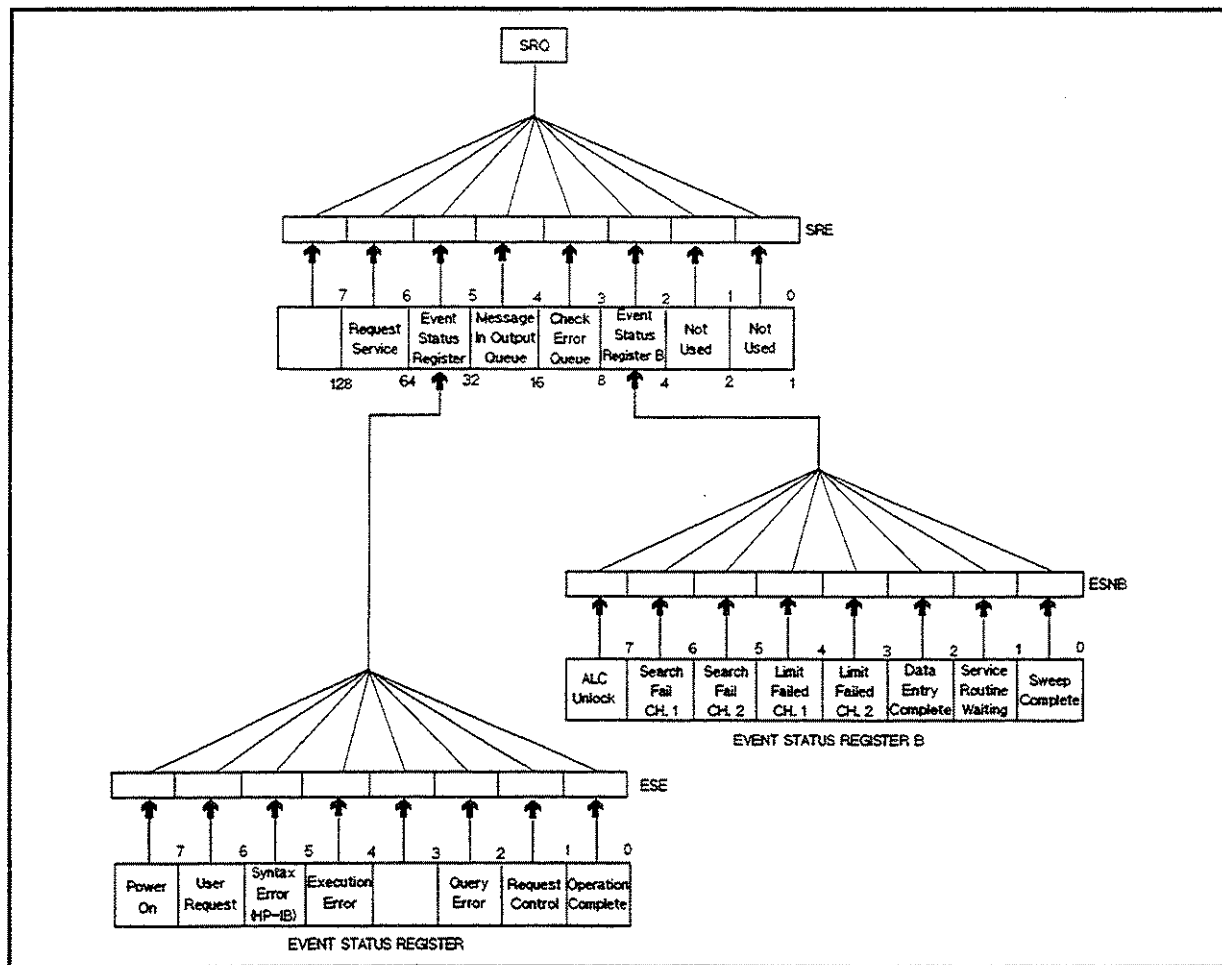 SRQ
SRE
7 6 5 4 3 2 1 0
Request Service
Event Status Register
Message In Output Queue
Check Error Queue
Event Status Register B
Not Used
Not Used
128 64 32 16 8 4 2 1
ESNB
7 6 5 4 3 2 1 0
ALC Unlock
Search Fail CH. 1
Search Fail CH. 2
Limit Failed CH. 1
Limit Failed CH. 2
Data Entry Complete
Service Routine Waiting
Sweep Complete
EVENT STATUS REGISTER B
ESE
7 6 5 4 3 2 1 0
Power On
User Request
Syntax Error (HP-IB)
Execution Error
Query Error
Request Control
Operation Complete
EVENT STATUS REGISTER